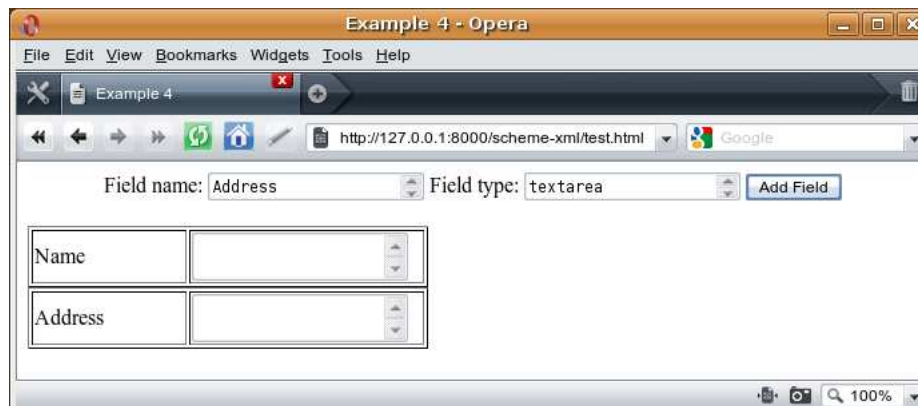 Example 4 - Opera
File Edit View Bookmarks Widgets Tools Help
Example 4
http://127.0.0.1:8000/scheme-xml/test.html Google
Field name: Address Field type: textarea Add Field
Name
Address
100%